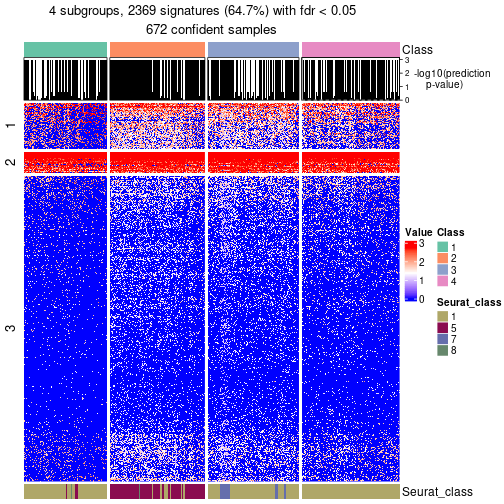 4 subgroups, 2369 signatures (64.7%) with fdr < 0.05
672 confident samples
Class
3
2
1
0
-log10(prediction
p-value)
1
2
3
Value
3
2
1
0
Class
1
2
3
4
Seurat_class
1
5
7
8
Seurat_class